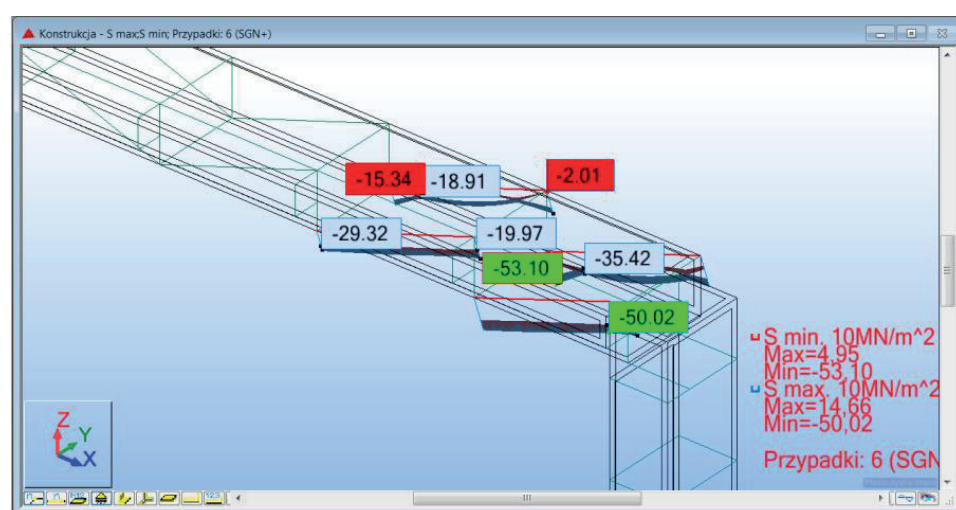 Konstrukcja - S max;S min; Przypadki: 6 (SGN+)
-15.34
-18.91
-2.01
-29.32
-19.97
-35.42
-53.10
-50.02
S min. 10MN/m^2
Max=4,95
Min=-53,10
S max. 10MN/m^2
Max=14,66
Min=-50,02
Przypadki: 6 (SGN
Z
Y
X